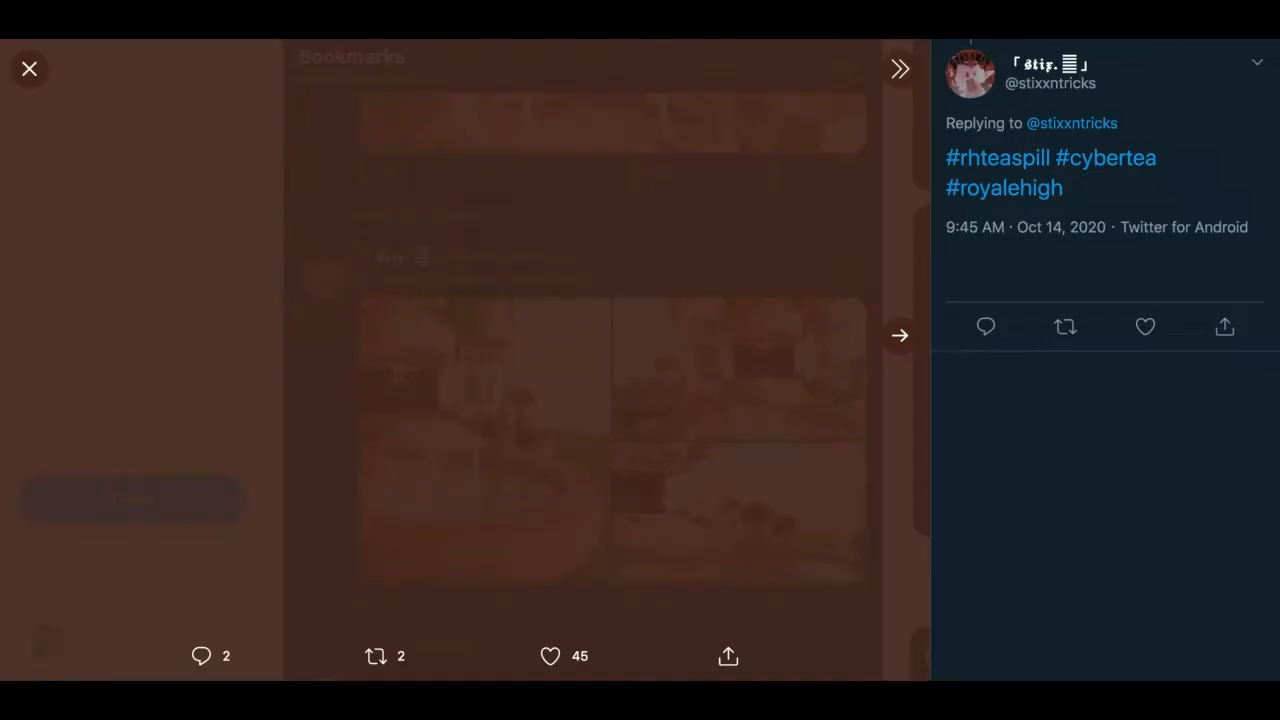 Bookmarks
「 𝖘𝖙𝖎𝖝. 𝄜」
@stixxntricks
Replying to @stixxntricks
#rhteaspill #cybertea
#royalehigh
9:45 AM · Oct 14, 2020 · Twitter for Android
2
2
45